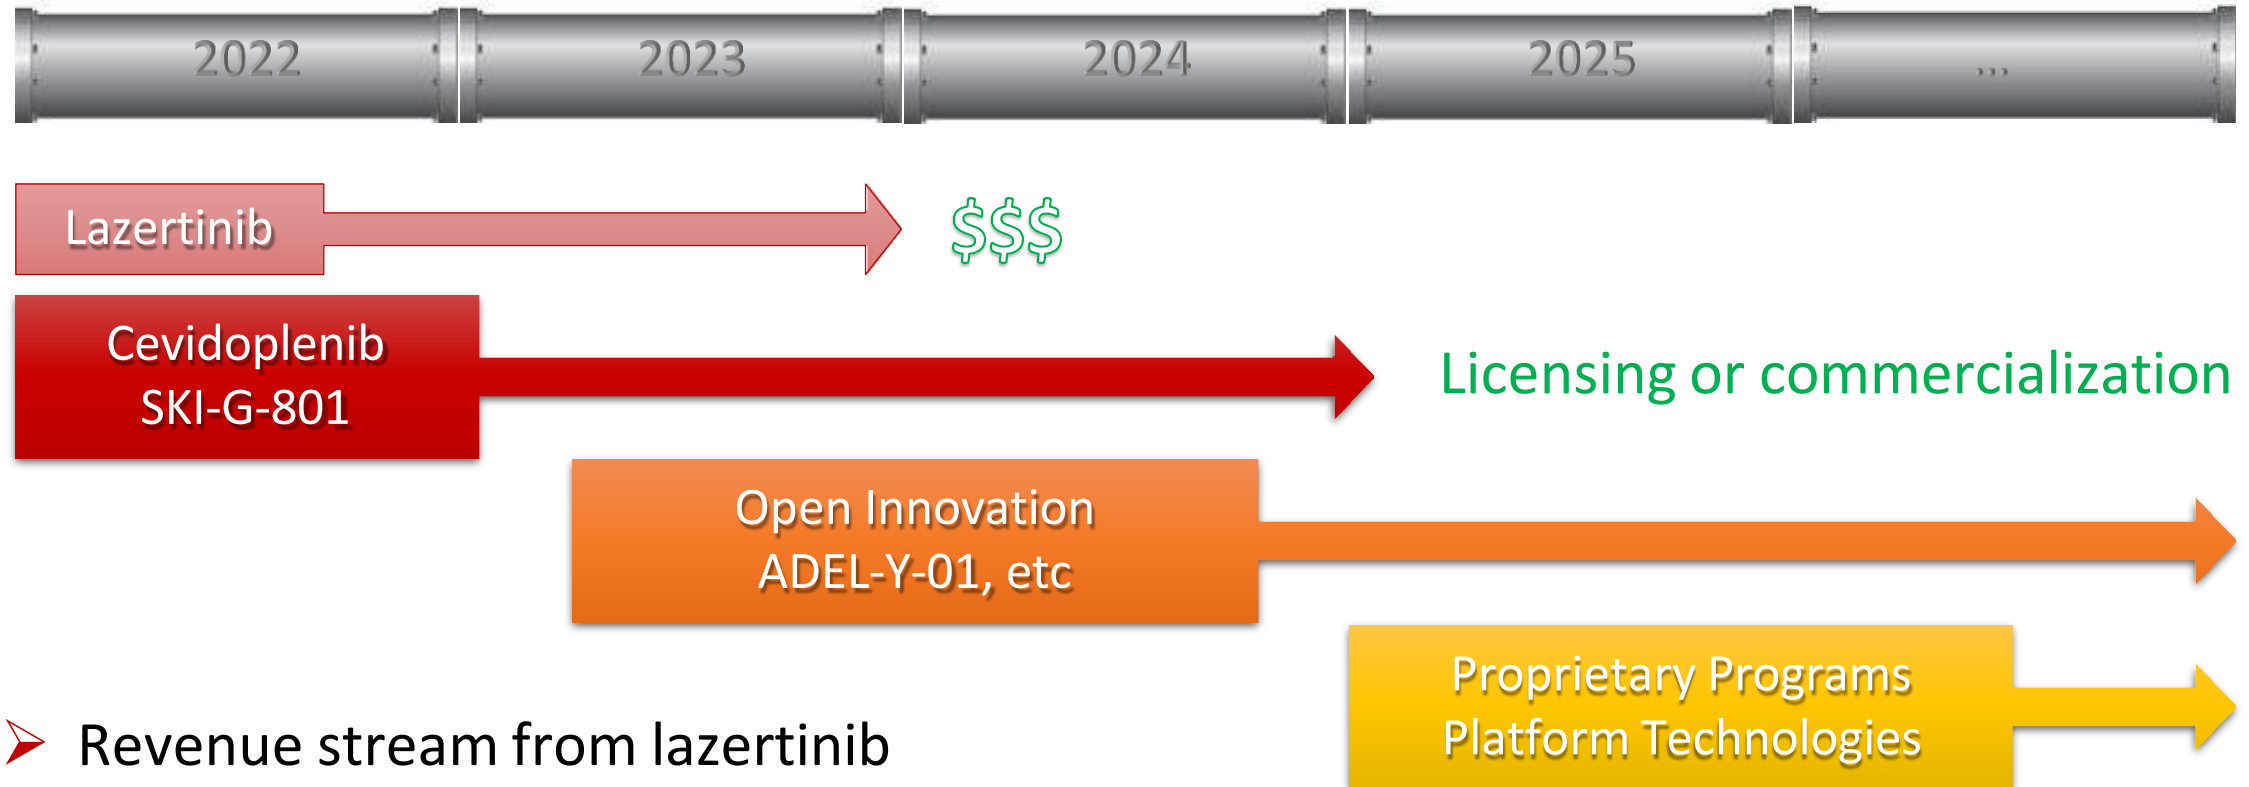 2022
2023
2024
2025
...
Lazertinib
$$$
Cevidoplenib
SKI-G-801
Licensing or commercialization
Open Innovation
ADEL-Y-01, etc
Proprietary Programs
Platform Technologies
Revenue stream from lazertinib